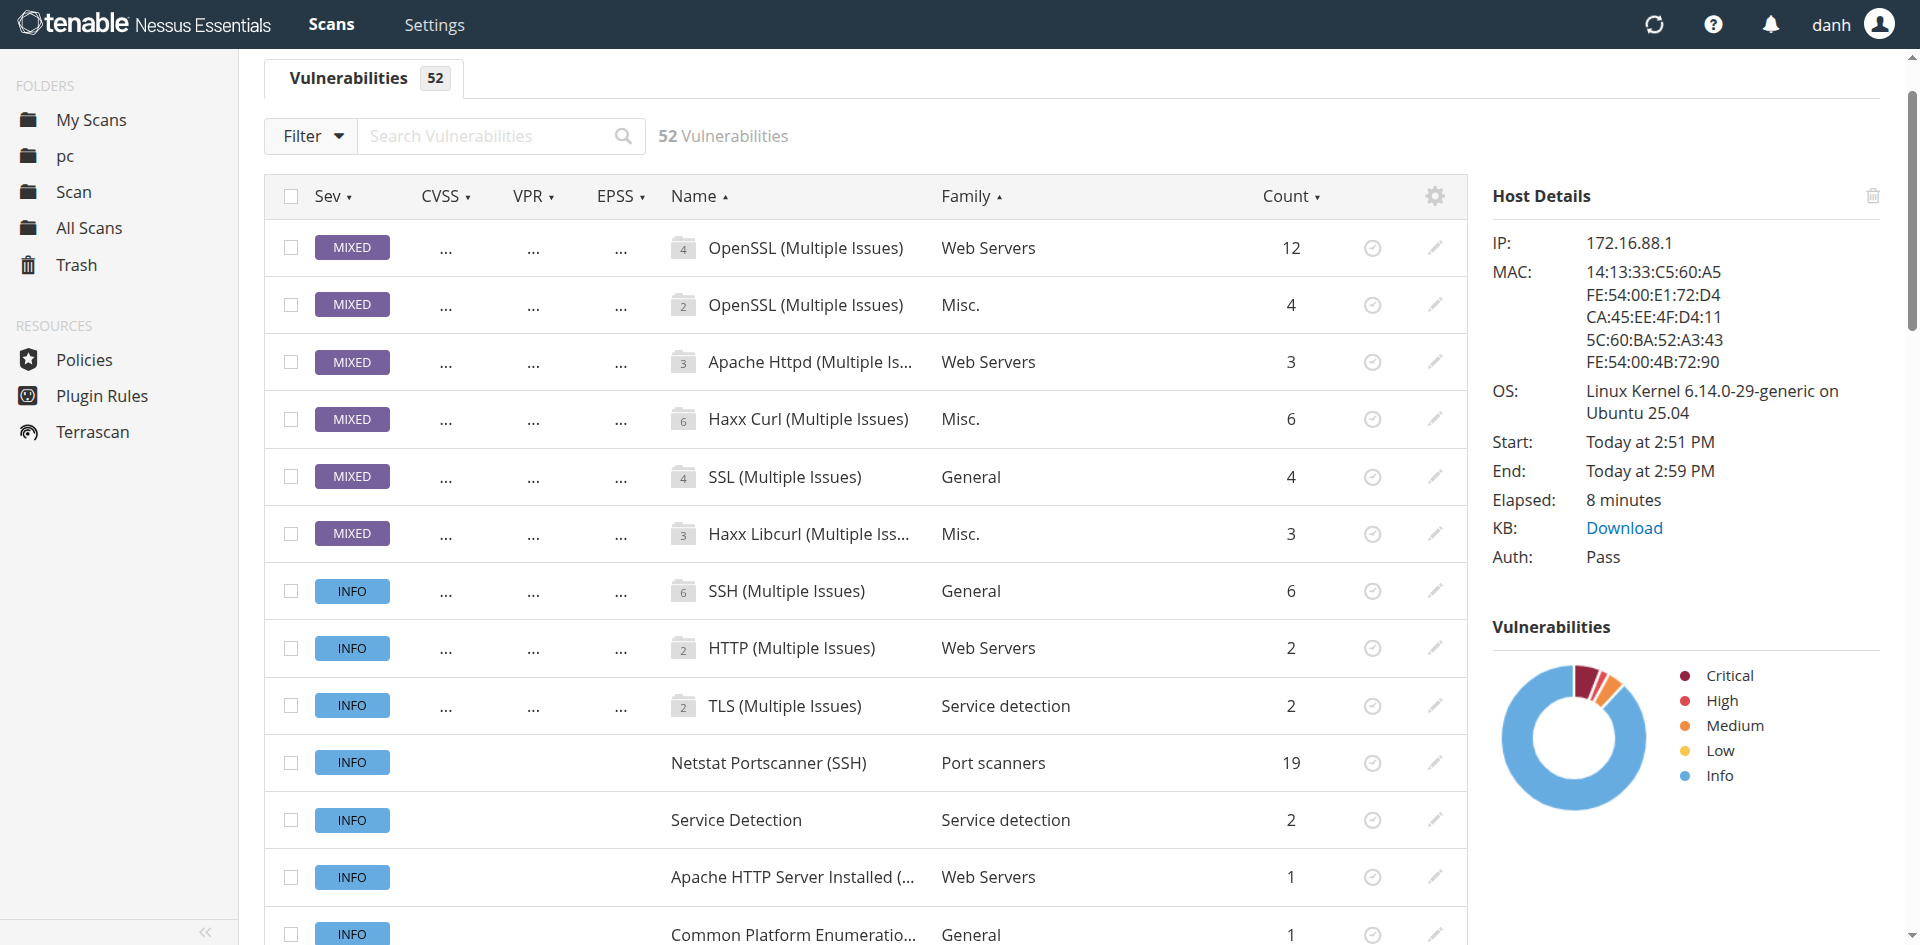 tenable Nessus Essentials
Scans
Settings
danh
FOLDERS
My Scans
pc
Scan
All Scans
Trash
RESOURCES
Policies
Plugin Rules
Terrascan
Vulnerabilities 52
Filter
Search Vulnerabilities
52 Vulnerabilities
Sev CVSS VPR EPSS Name Family Count
MIXED ... ... ... 4 OpenSSL (Multiple Issues) Web Servers 12
MIXED ... ... ... 2 OpenSSL (Multiple Issues) Misc. 4
MIXED ... ... ... 3 Apache Httpd (Multiple Is... Web Servers 3
MIXED ... ... ... 6 Haxx Curl (Multiple Issues) Misc. 6
MIXED ... ... ... 4 SSL (Multiple Issues) General 4
MIXED ... ... ... 3 Haxx Libcurl (Multiple Iss... Misc. 3
INFO ... ... ... 6 SSH (Multiple Issues) General 6
INFO ... ... ... 2 HTTP (Multiple Issues) Web Servers 2
INFO ... ... ... 2 TLS (Multiple Issues) Service detection 2
INFO Netstat Portscanner (SSH) Port scanners 19
INFO Service Detection Service detection 2
INFO Apache HTTP Server Installed (... Web Servers 1
INFO Common Platform Enumeratio... General 1
Host Details
IP: 172.16.88.1
MAC: 14:13:33:C5:60:A5
FE:54:00:E1:72:D4
CA:45:EE:4F:D4:11
5C:60:BA:52:A3:43
FE:54:00:4B:72:90
OS: Linux Kernel 6.14.0-29-generic on
Ubuntu 25.04
Start: Today at 2:51 PM
End: Today at 2:59 PM
Elapsed: 8 minutes
KB: Download
Auth: Pass
Vulnerabilities
Critical
High
Medium
Low
Info